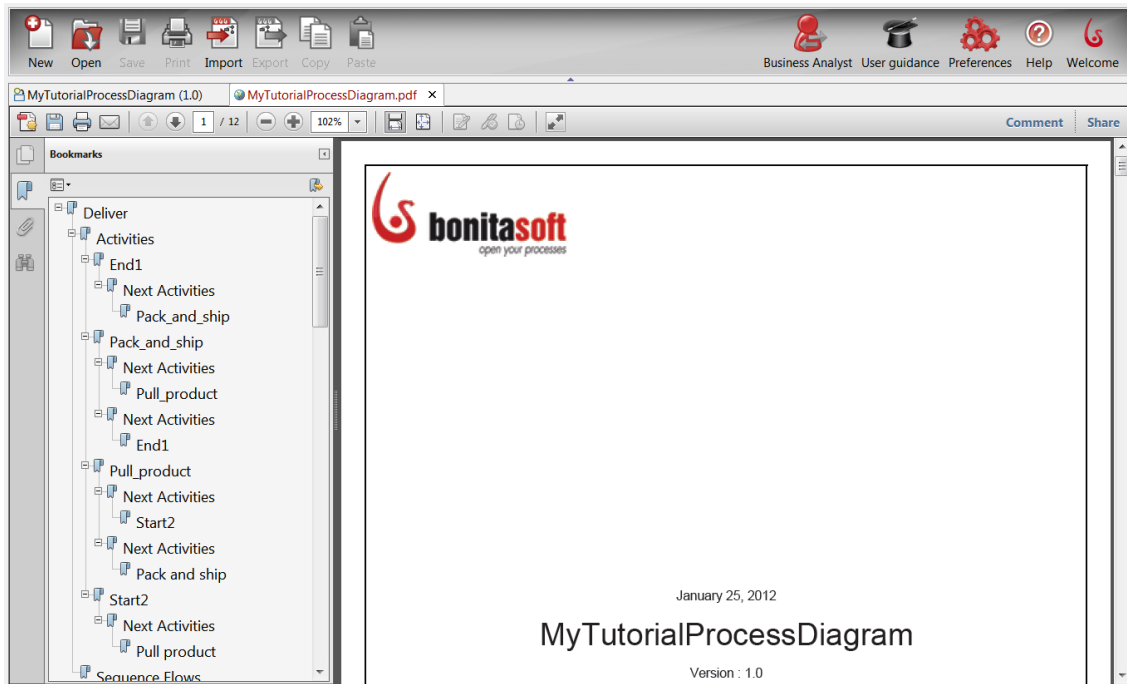 New Open Save Print Import Export Copy Paste Business Analyst User guidance Preferences Help Welcome
MyTutorialProcessDiagram (1.0) MyTutorialProcessDiagram.pdf
1 / 12 102% Comment Share
Bookmarks
Deliver
Activities
End1
Next Activities
Pack_and_ship
Pack_and_ship
Next Activities
Pull_product
Next Activities
End1
Pull_product
Next Activities
Start2
Next Activities
Pack and ship
Start2
Next Activities
Pull product
Sequence Flows
bonitasoft
open your processes
January 25, 2012
MyTutorialProcessDiagram
Version : 1.0